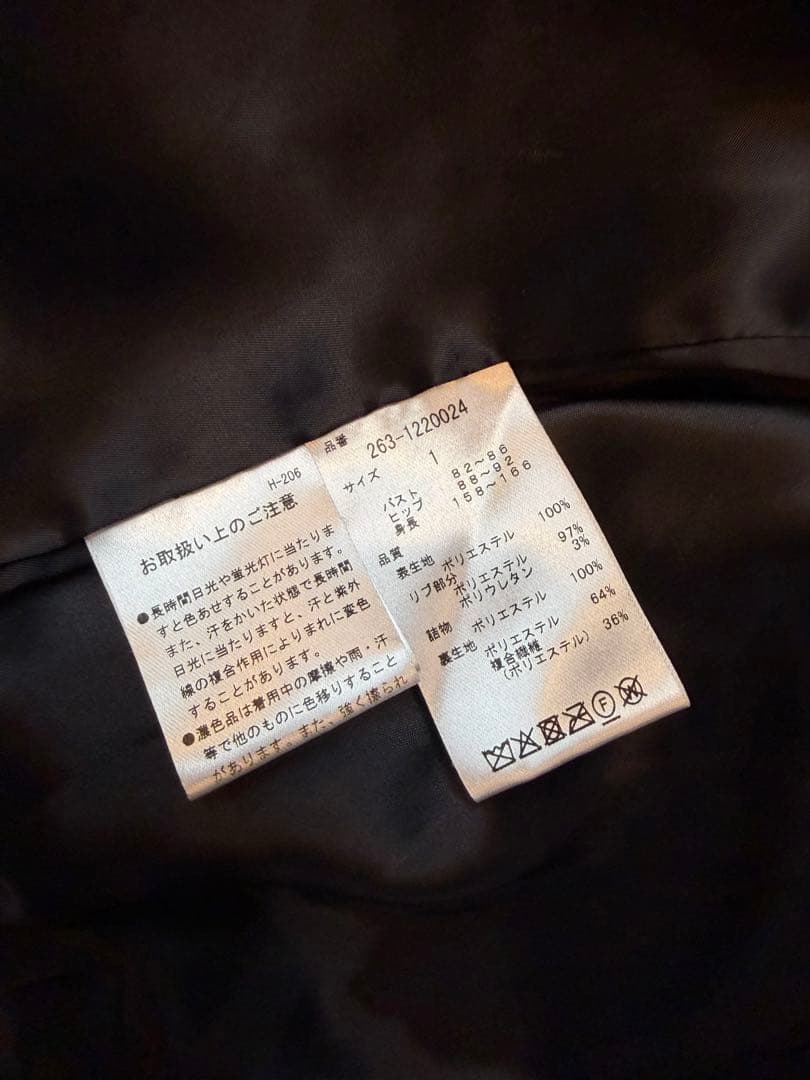 H-206
お取扱い上のご注意
●長時間日光や蛍光灯に当たりま
すと色あせすることがあります。
また、汗をかいた状態で長時間
日光に当たりますと、汗と紫外
線の複合作用によりまれに変色
することがあります。
●濃色品は着用中の摩擦や雨・汗
等で他のものに色移りすること
があります。また、強く擦られ
品番 263-1220024
サイズ 1
バスト 82～86
ヒップ 88～92
身長 158～166
品質
表生地 ポリエステル 100%
リブ部分 ポリエステル 97%
ポリウレタン 3%
詰物 ポリエステル 100%
裏生地 ポリエステル 64%
複合繊維 36%
(ポリエステル)
F W